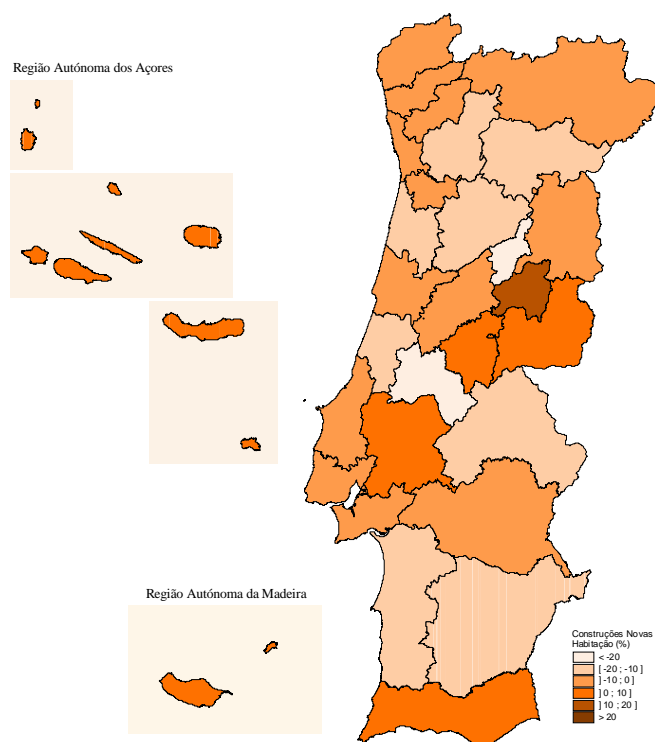 Região Autónoma dos Açores
Região Autónoma da Madeira
Construções Novas
Habitação (%)
< -20
[ -20 ; -10 ]
]-10 ; 0 ]
]0 ; 10 ]
] 10 ; 20 ]
> 20